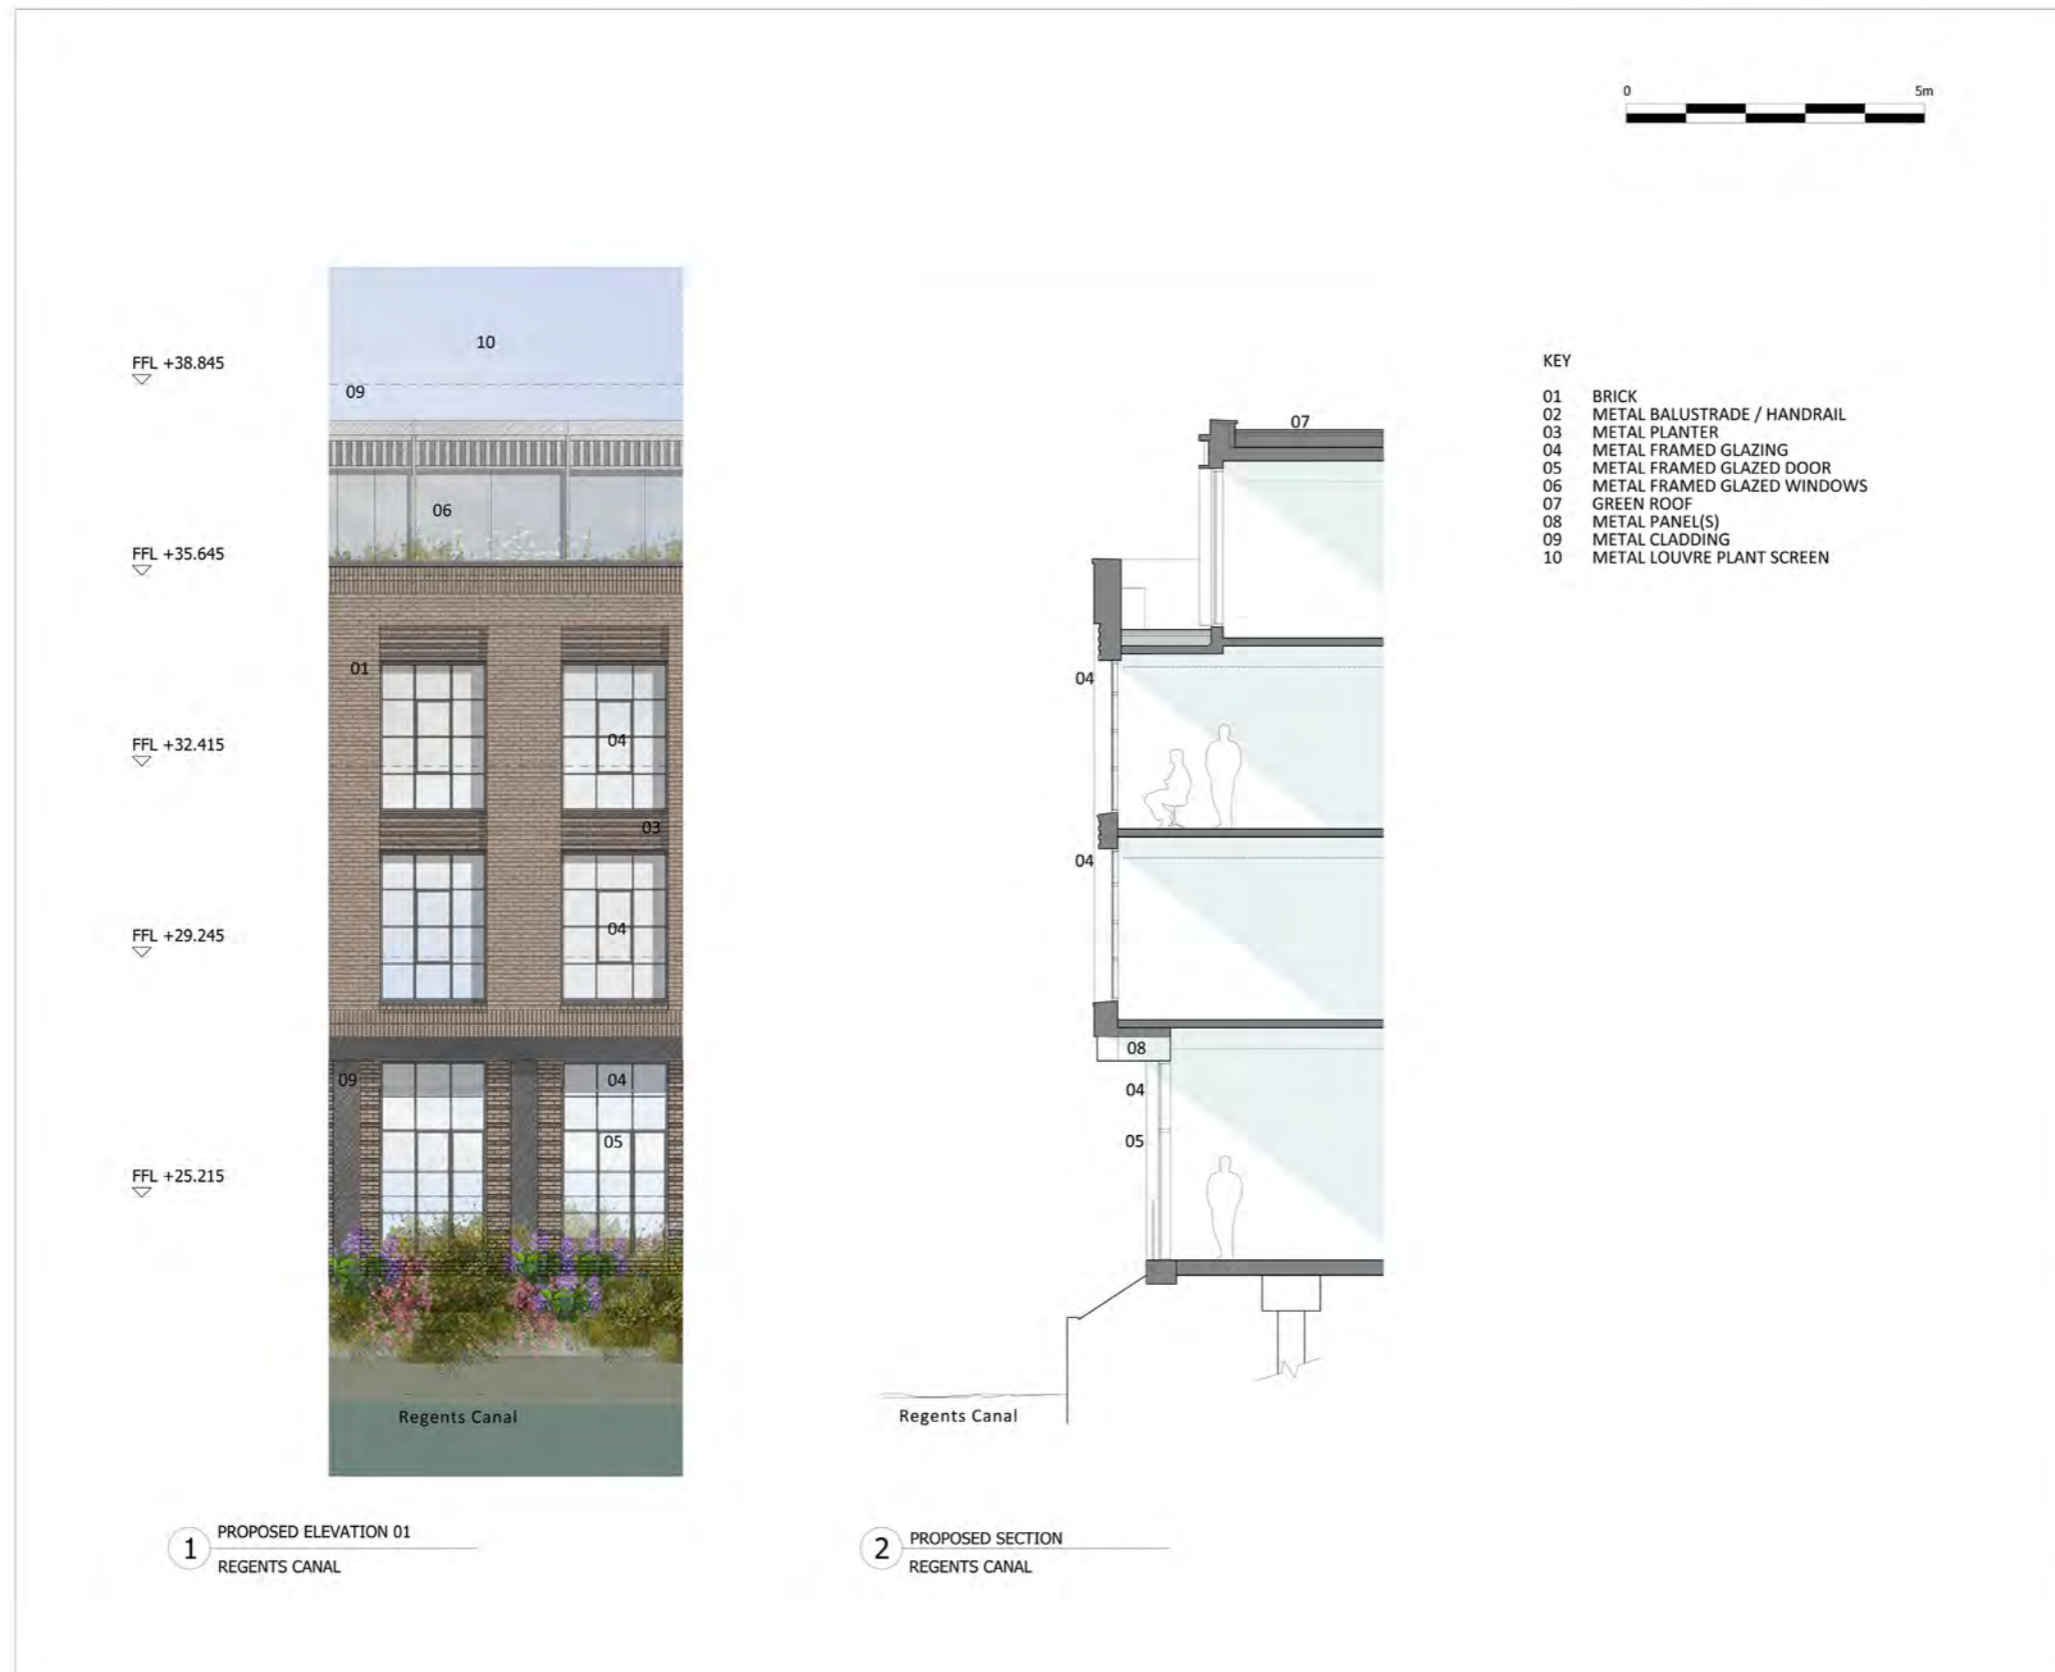 0 5m
FFL +38.845
10
09
FFL +35.645
06
01
FFL +32.415
04
03
FFL +29.245
04
09
04
05
FFL +25.215
Regents Canal
1
PROPOSED ELEVATION 01
REGENTS CANAL
07
04
04
08
04
05
Regents Canal
2
PROPOSED SECTION
REGENTS CANAL
KEY
01 BRICK
02 METAL BALUSTRADE / HANDRAIL
03 METAL PLANTER
04 METAL FRAMED GLAZING
05 METAL FRAMED GLAZED DOOR
06 METAL FRAMED GLAZED WINDOWS
07 GREEN ROOF
08 METAL PANEL(S)
09 METAL CLADDING
10 METAL LOUVRE PLANT SCREEN